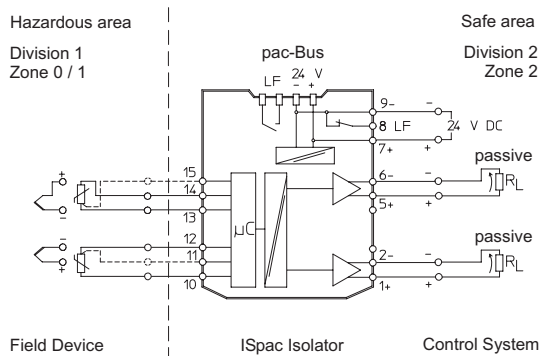 Hazardous area
Safe area
Division 1
Zone 0 / 1
pac-Bus
Division 2
Zone 2
LF 24 V
- +
9- -
8 LF 24 V DC
7+ +
passive
15
14
13
6- -
RL
5+ +
+
-
µC
12
11
10
-
+
passive
2- -
RL
1+ +
Field Device
ISpac Isolator
Control System